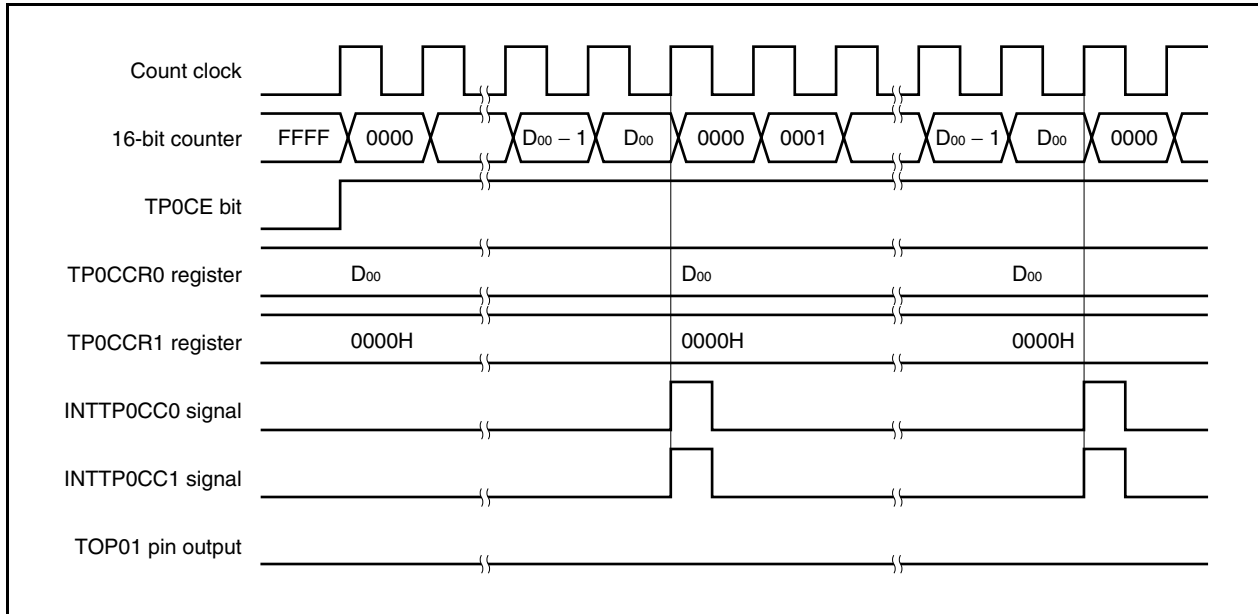 Count clock
16-bit counter FFFF 0000 D00 − 1 D00 0000 0001 D00 − 1 D00 0000
TP0CE bit
TP0CCR0 register D00 D00 D00
TP0CCR1 register 0000H 0000H 0000H
INTTP0CC0 signal
INTTP0CC1 signal
TOP01 pin output